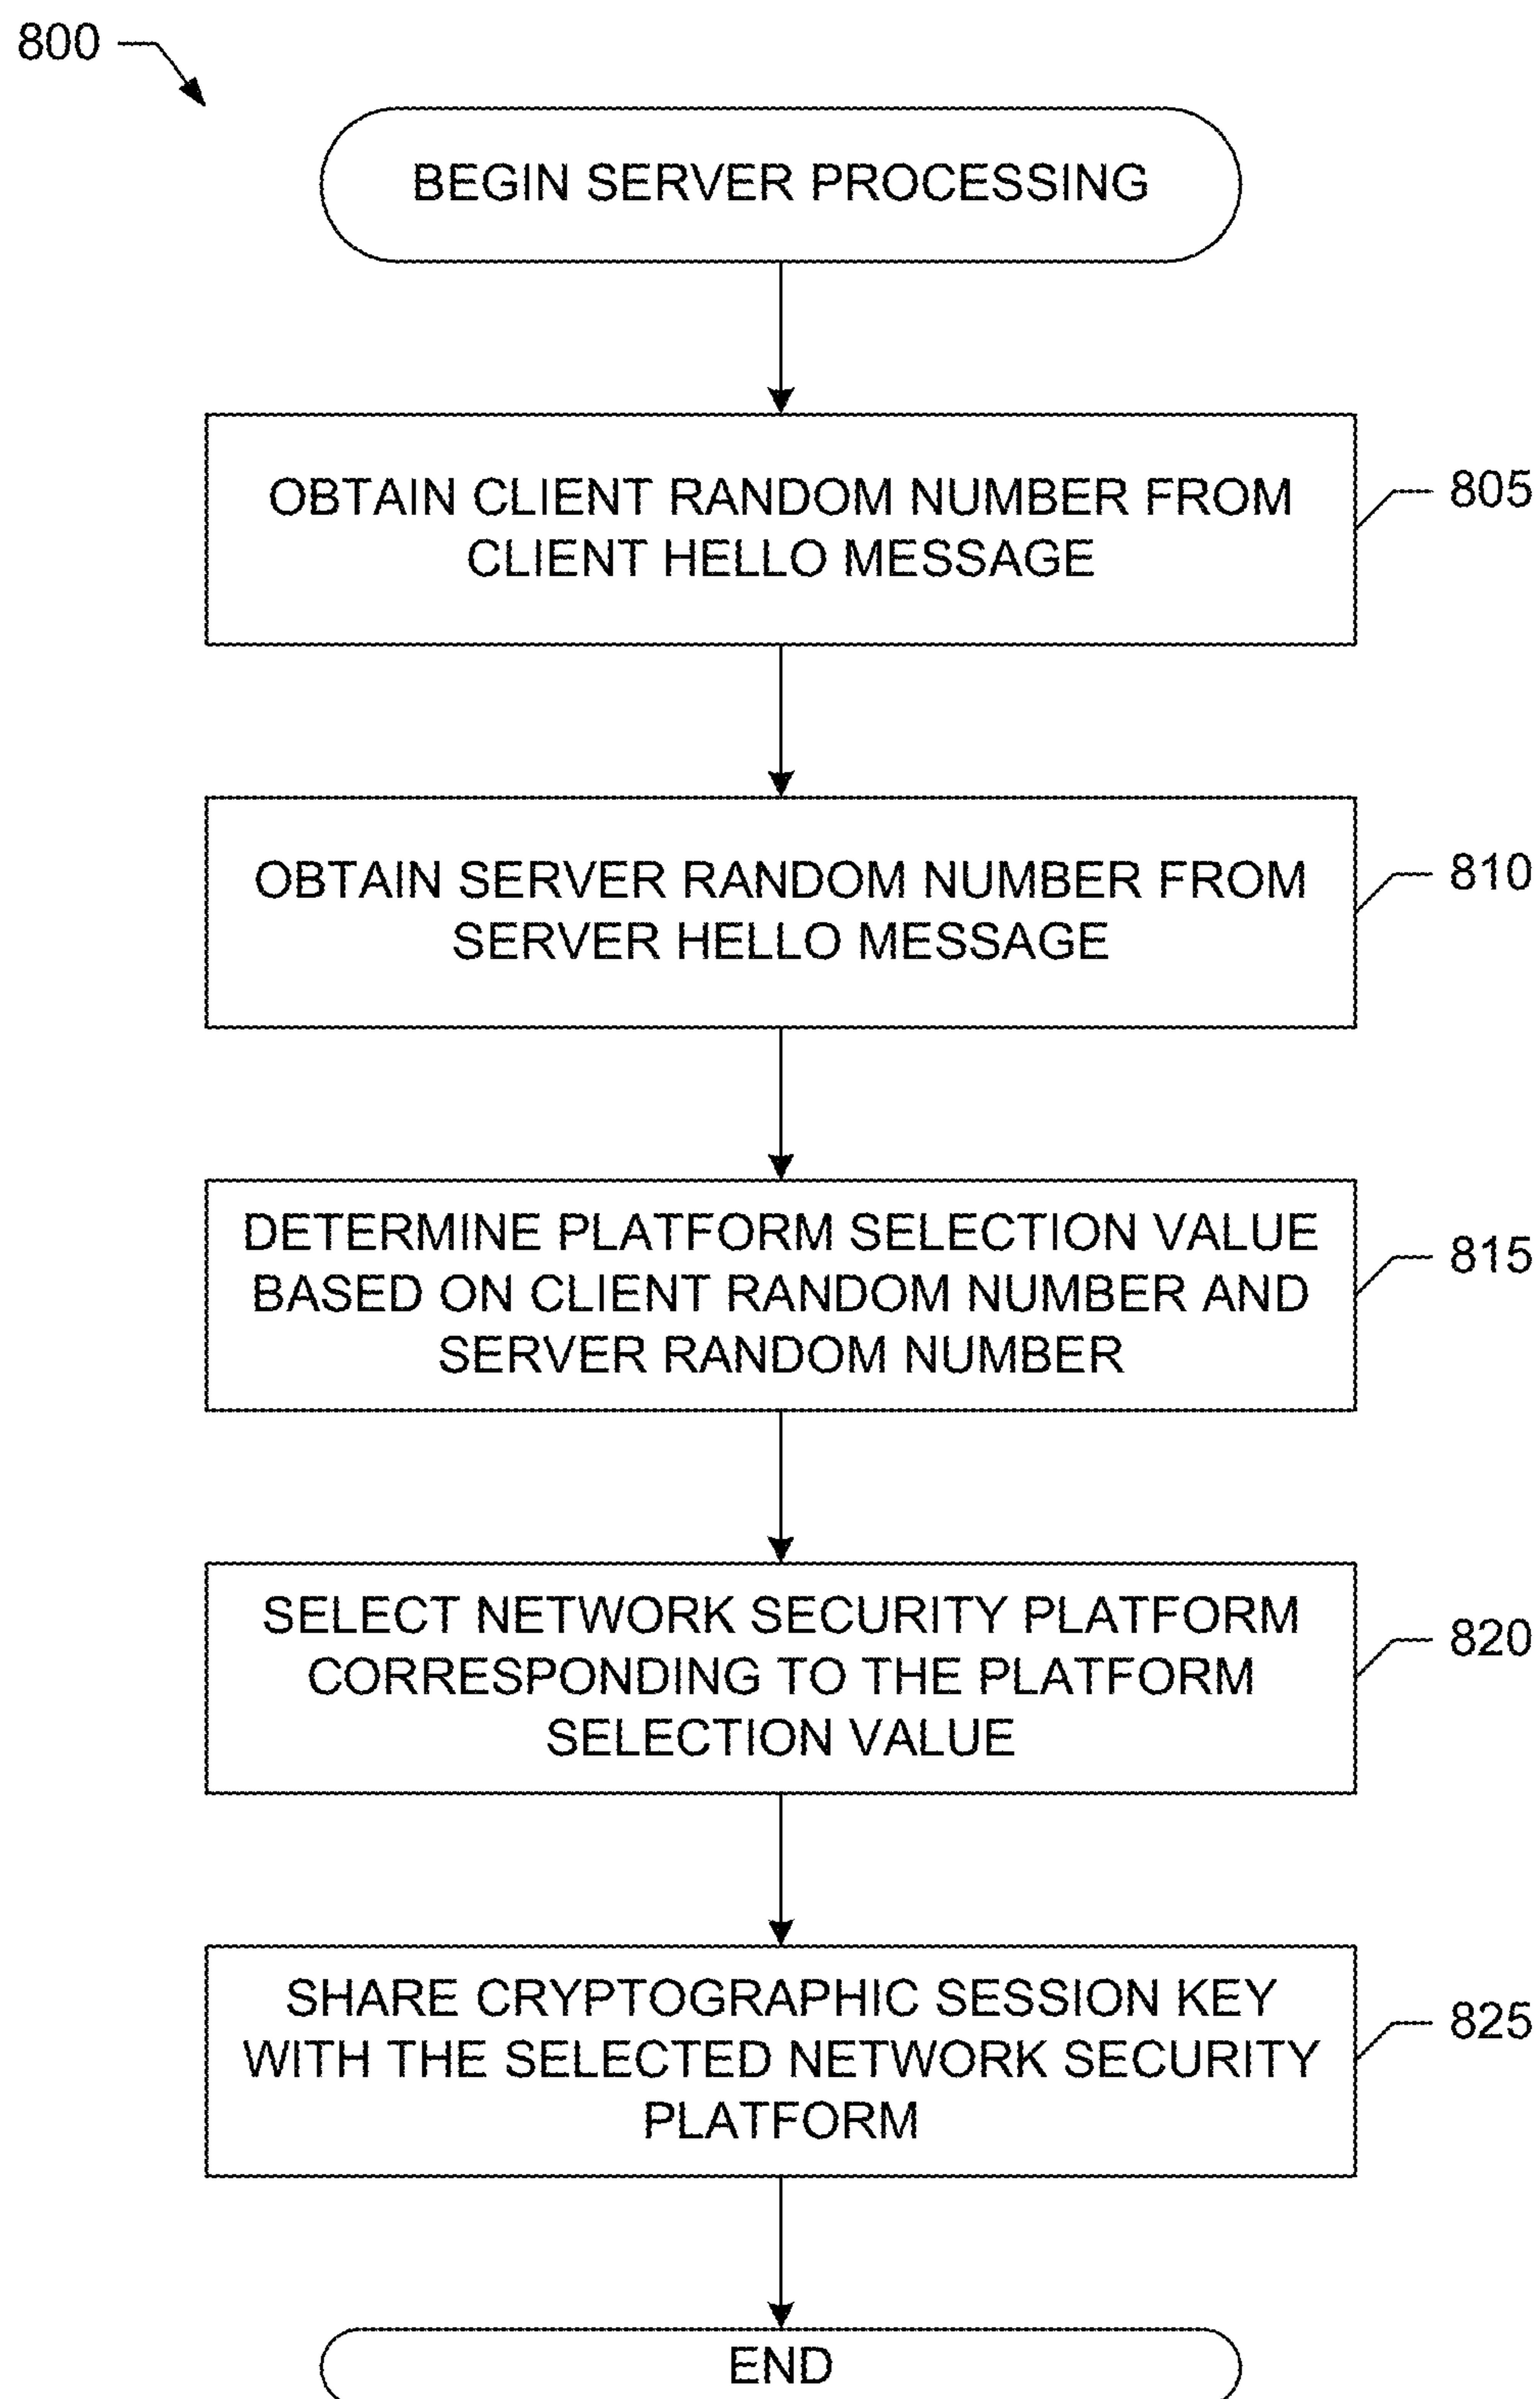 800
BEGIN SERVER PROCESSING
OBTAIN CLIENT RANDOM NUMBER FROM
CLIENT HELLO MESSAGE
805
OBTAIN SERVER RANDOM NUMBER FROM
SERVER HELLO MESSAGE
810
DETERMINE PLATFORM SELECTION VALUE
BASED ON CLIENT RANDOM NUMBER AND
SERVER RANDOM NUMBER
815
SELECT NETWORK SECURITY PLATFORM
CORRESPONDING TO THE PLATFORM
SELECTION VALUE
820
SHARE CRYPTOGRAPHIC SESSION KEY
WITH THE SELECTED NETWORK SECURITY
PLATFORM
825
END